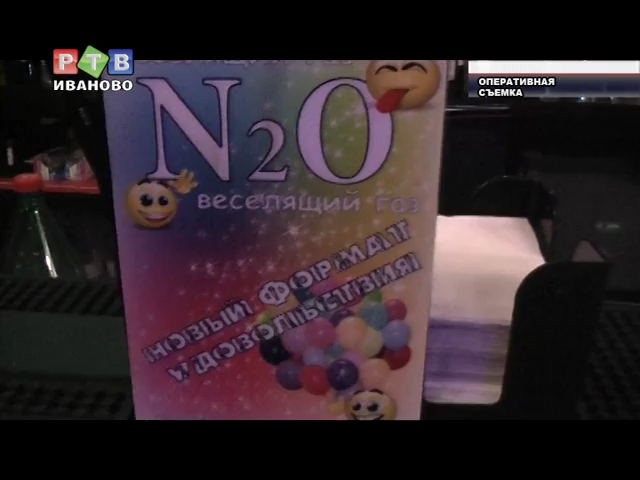 РТВ
ИВАНОВО
ОПЕРАТИВНАЯ
СЪЕМКА
N2O
веселящий газ
НОВЫЙ ФОРМАТ
УДОВОЛЬСТВИЯ!